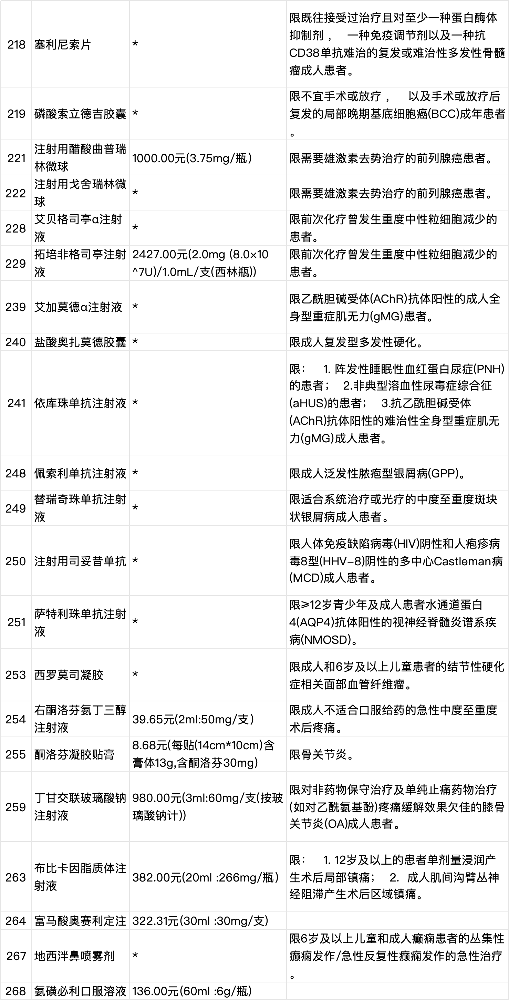 218 塞利尼索片 * 限既往接受过治疗且对至少一种蛋白酶体
抑制剂， 一种免疫调节剂以及一种抗
CD38单抗难治的复发或难治性多发性骨髓
瘤成人患者。
219 磷酸索立德吉胶囊 * 限不宜手术或放疗， 以及手术或放疗后
复发的局部晚期基底细胞癌(BCC)成年患者
。
221 注射用醋酸曲普瑞
林微球
1000.00元(3.75mg/瓶)
限需要雄激素去势治疗的前列腺癌患者。
222 注射用戈舍瑞林微
球
*
限需要雄激素去势治疗的前列腺癌患者。
228 艾贝格司亭α注射
液
*
限前次化疗曾发生重度中性粒细胞减少的
患者。
229 拓培非格司亭注射
液
2427.00元(2.0mg (8.0×10
^7U)/1.0mL/支(西林瓶))
限前次化疗曾发生重度中性粒细胞减少的
患者。
239 艾加莫德α注射液 * 限乙酰胆碱受体(AChR)抗体阳性的成人全
身型重症肌无力(gMG)患者。
240 盐酸奥扎莫德胶囊 * 限成人复发型多发性硬化。
241 依库珠单抗注射液 * 限： 1. 阵发性睡眠性血红蛋白尿症(PNH)
的患者； 2.非典型溶血性尿毒症综合征
(aHUS)的患者； 3.抗乙酰胆碱受体
(AChR)抗体阳性的难治性全身型重症肌无
力(gMG)成人患者。
248 佩索利单抗注射液 * 限成人泛发性脓疱型银屑病(GPP)。
249 替瑞奇珠单抗注射
液
*
限适合系统治疗或光疗的中度至重度斑块
状银屑病成人患者。
250 注射用司妥昔单抗 * 限人体免疫缺陷病毒(HIV)阴性和人疱疹病
毒8型(HHV-8)阴性的多中心Castleman病
(MCD)成人患者。
251 萨特利珠单抗注射
液
*
限≥12岁青少年及成人患者水通道蛋白
4(AQP4)抗体阳性的视神经脊髓炎谱系疾
病(NMOSD)。
253 西罗莫司凝胶 * 限成人和6岁及以上儿童患者的结节性硬化
症相关面部血管纤维瘤。
254 右酮洛芬氨丁三醇
注射液
39.65元(2ml:50mg/支)
限成人不适合口服给药的急性中度至重度
术后疼痛。
255 酮洛芬凝胶贴膏
8.68元(每贴(14cm*10cm)含
膏体13g,含酮洛芬30mg)
限骨关节炎。
259 丁甘交联玻璃酸钠
注射液
980.00元(3ml:60mg/支(按玻
璃酸钠计))
限对非药物保守治疗及单纯止痛药物治疗
(如对乙酰氨基酚)疼痛缓解效果欠佳的膝骨
关节炎(OA)成人患者。
263 布比卡因脂质体注
射液
382.00元(20ml :266mg/瓶)
限： 1. 12岁及以上的患者单剂量浸润产
生术后局部镇痛； 2. 成人肌间沟臂丛神
经阻滞产生术后区域镇痛。
264 富马酸奥赛利定注 322.31元(30ml :30mg/支)
267 地西泮鼻喷雾剂 * 限6岁及以上儿童和成人癫痫患者的丛集性
癫痫发作/急性反复性癫痫发作的急性治疗
。
268 氨磺必利口服溶液 136.00元(60ml :6g/瓶)